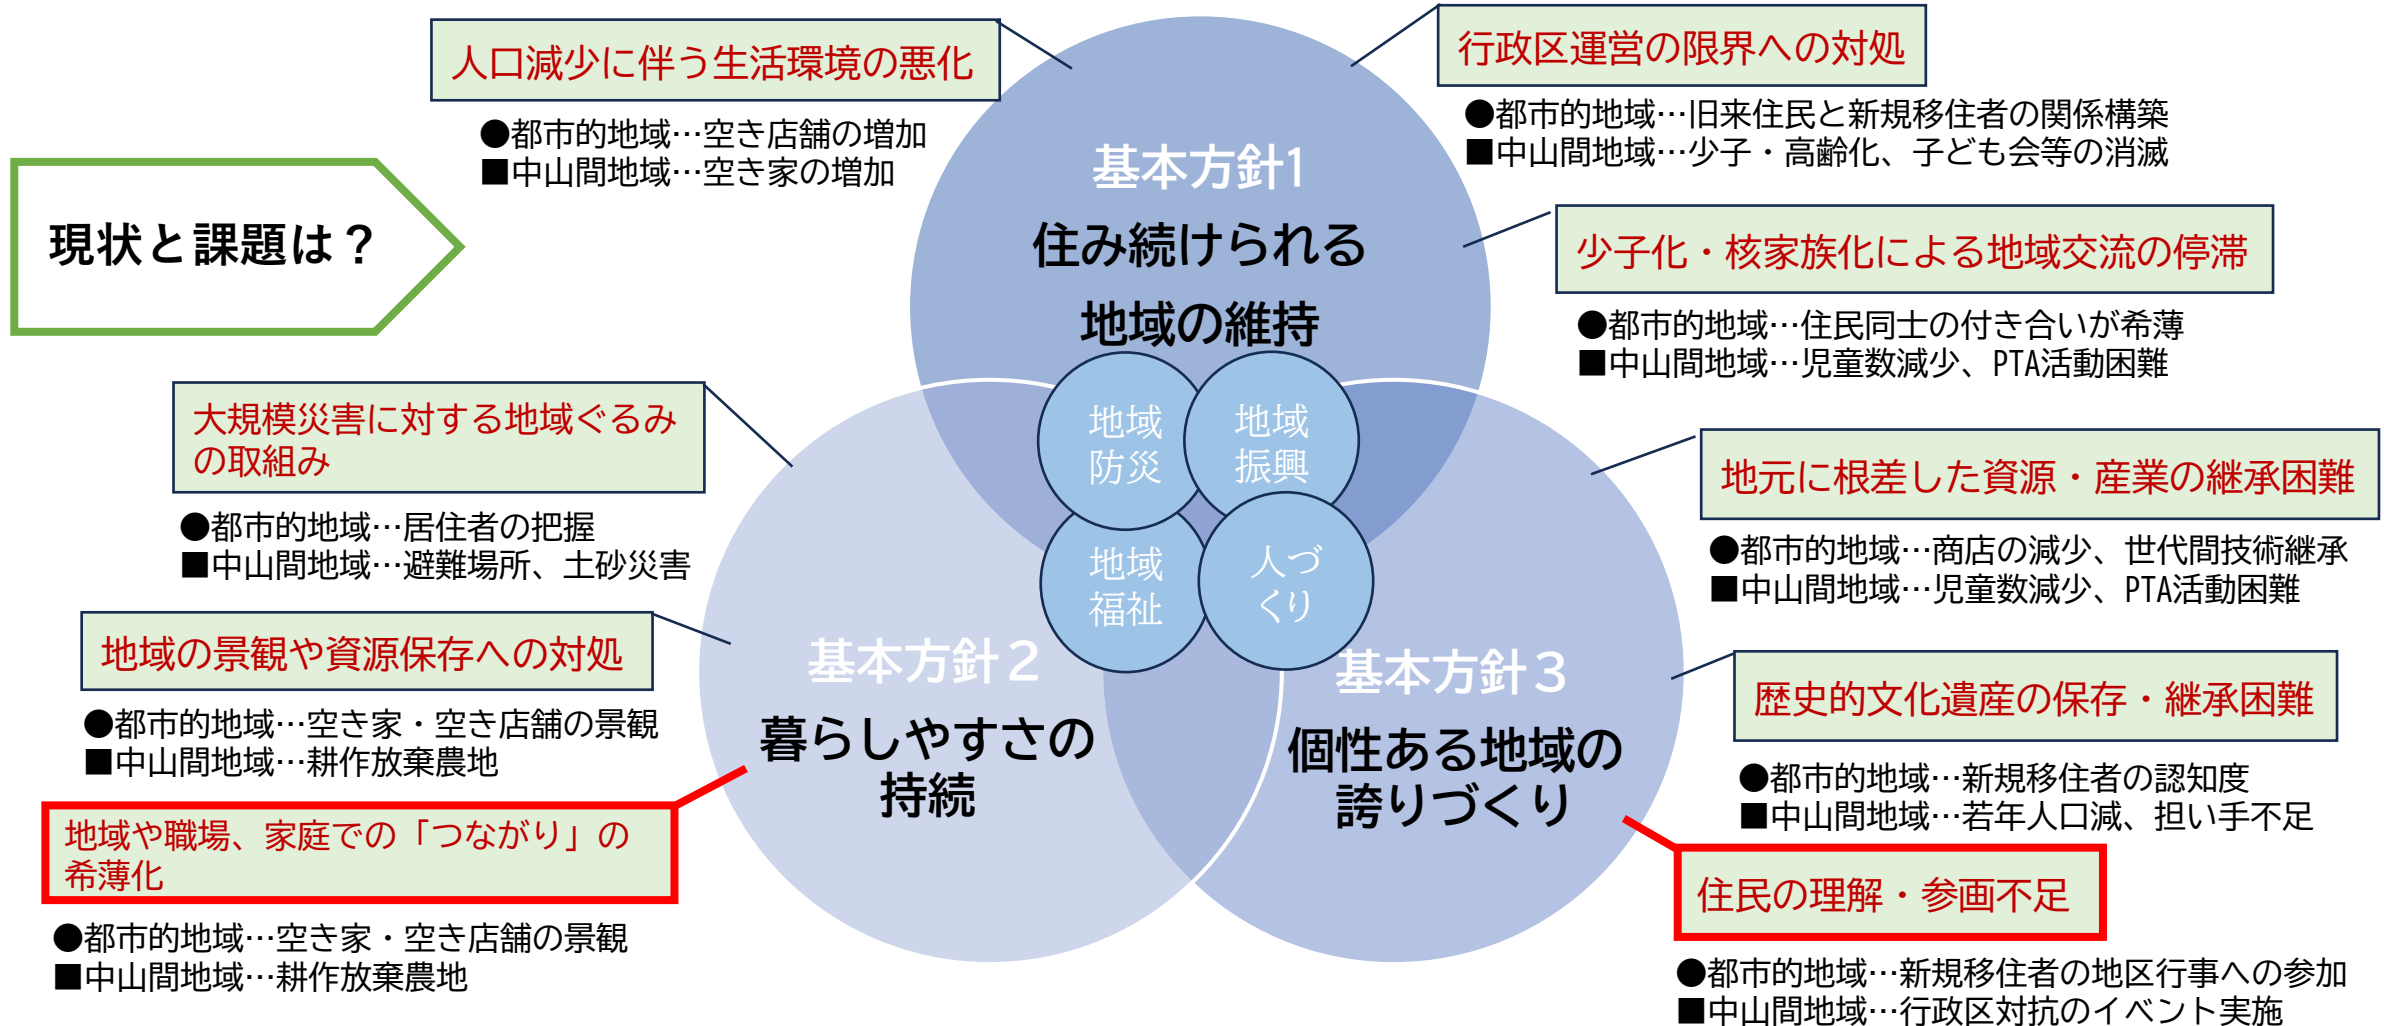 現状と課題は？
人口減少に伴う生活環境の悪化
●都市的地域…空き店舗の増加
■中山間地域…空き家の増加
行政区運営の限界への対処
●都市的地域…旧来住民と新規移住者の関係構築
■中山間地域…少子・高齢化、子ども会等の消滅
少子化・核家族化による地域交流の停滞
●都市的地域…住民同士の付き合いが希薄
■中山間地域…児童数減少、PTA活動困難
基本方針1
住み続けられる
地域の維持
地域
防災
地域
振興
地域
福祉
人づ
くり
大規模災害に対する地域ぐるみ
の取組み
●都市的地域…居住者の把握
■中山間地域…避難場所、土砂災害
地域の景観や資源保存への対処
●都市的地域…空き家・空き店舗の景観
■中山間地域…耕作放棄農地
地域や職場、家庭での「つながり」の
希薄化
●都市的地域…空き家・空き店舗の景観
■中山間地域…耕作放棄農地
基本方針２
暮らしやすさの
持続
基本方針３
個性ある地域の
誇りづくり
地元に根差した資源・産業の継承困難
●都市的地域…商店の減少、世代間技術継承
■中山間地域…児童数減少、PTA活動困難
歴史的文化遺産の保存・継承困難
●都市的地域…新規移住者の認知度
■中山間地域…若年人口減、担い手不足
住民の理解・参画不足
●都市的地域…新規移住者の地区行事への参加
■中山間地域…行政区対抗のイベント実施